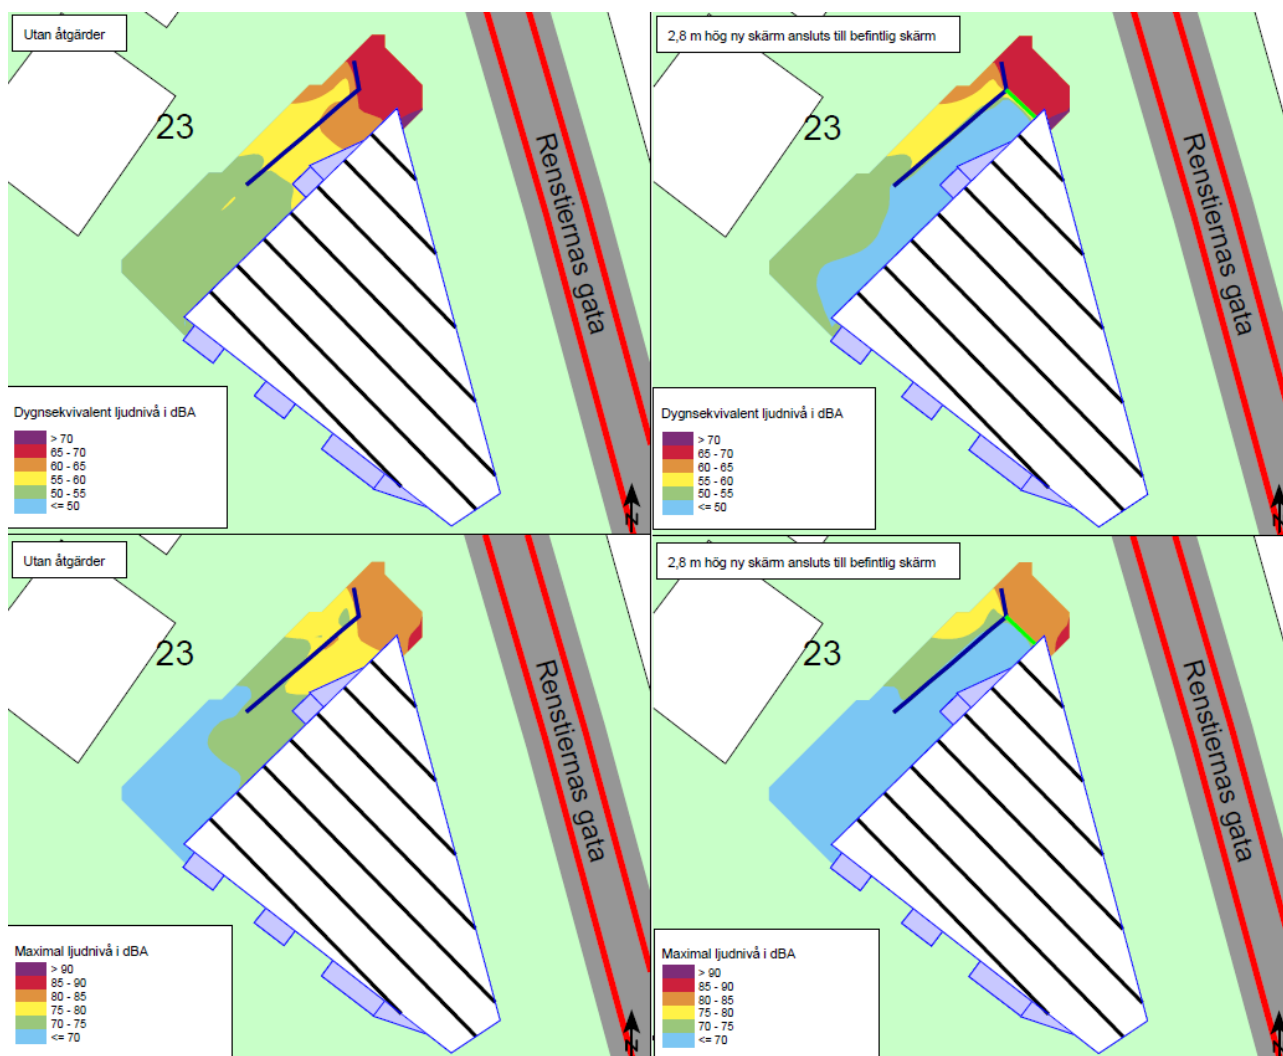 Utan åtgärder
23
Renstiernas gata
Dygnsekvivalent ljudnivå i dBA
> 70
65 - 70
60 - 65
55 - 60
50 - 55
<= 50
N
2,8 m hög ny skärm ansluts till befintlig skärm
23
Renstiernas gata
Dygnsekvivalent ljudnivå i dBA
> 70
65 - 70
60 - 65
55 - 60
50 - 55
<= 50
N
Utan åtgärder
23
Renstiernas gata
Maximal ljudnivå i dBA
> 90
85 - 90
80 - 85
75 - 80
70 - 75
<= 70
N
2,8 m hög ny skärm ansluts till befintlig skärm
23
Renstiernas gata
Maximal ljudnivå i dBA
> 90
85 - 90
80 - 85
75 - 80
70 - 75
<= 70
N